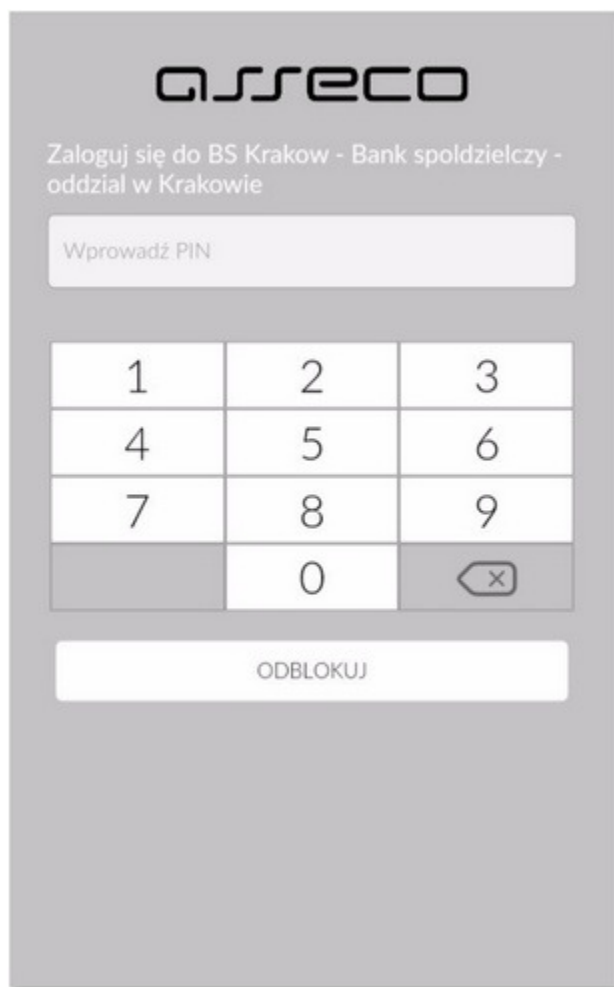 asseco
Zaloguj się do BS Krakow - Bank spoldzielczy -
oddzial w Krakowie
Wprowadź PIN
1 2 3
4 5 6
7 8 9
0
ODBLOKUJ